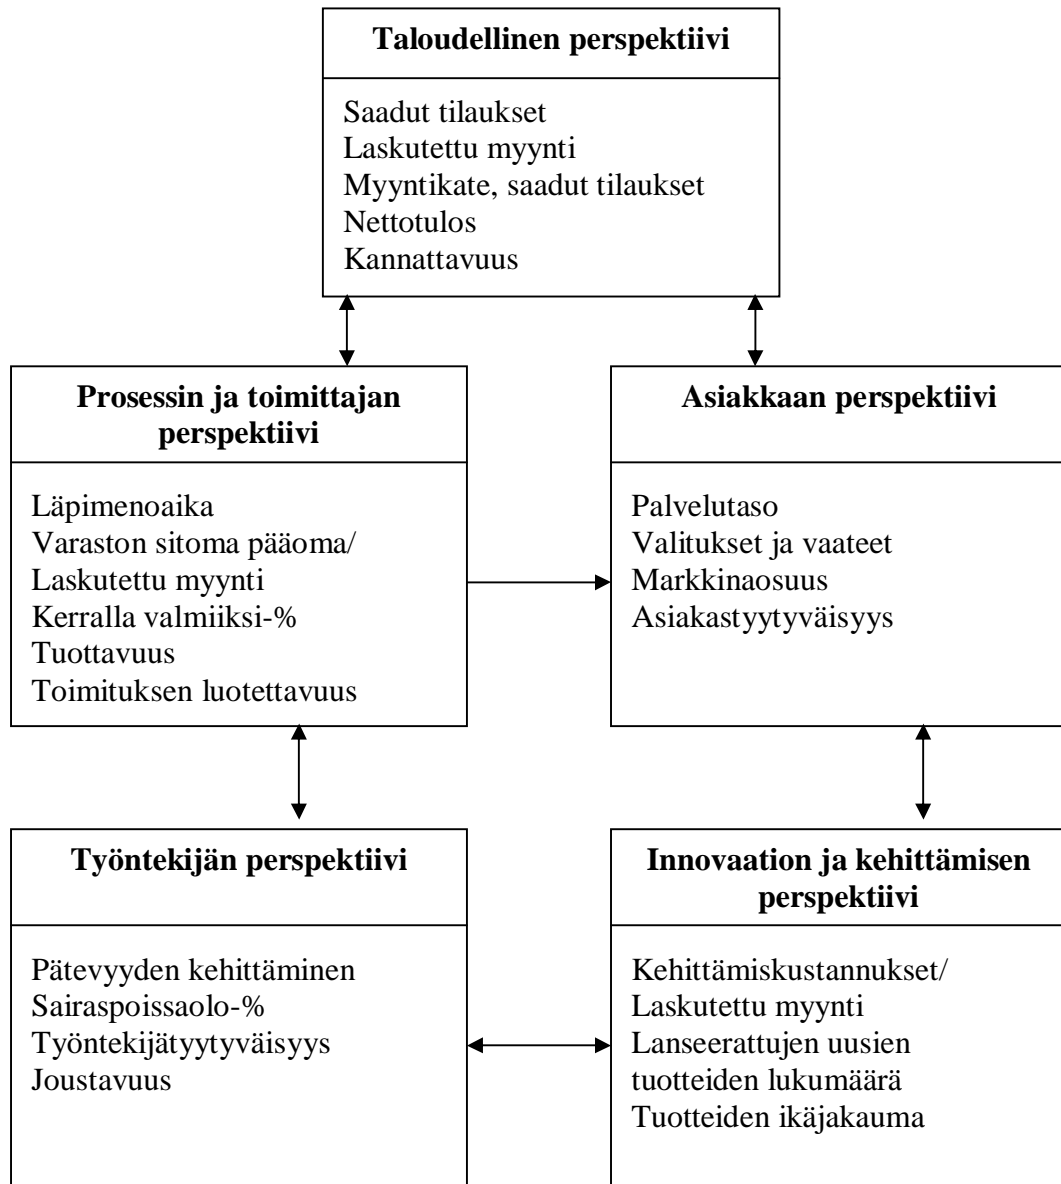 Taloudellinen perspektiivi
Saadut tilaukset
Laskutettu myynti
Myyntikate, saadut tilaukset
Nettotulos
Kannattavuus
Prosessin ja toimittajan
perspektiivi
Läpimenoaika
Varaston sitoma pääoma/
Laskutettu myynti
Kerralla valmiiksi-%
Tuottavuus
Toimituksen luotettavuus
Asiakkaan perspektiivi
Palvelutaso
Valitukset ja vaateet
Markkinaosuus
Asiakastyytyväisyys
Työntekijän perspektiivi
Pätevyyden kehittäminen
Sairaspoissaolo-%
Työntekijätyytyväisyys
Joustavuus
Innovaation ja kehittämisen
perspektiivi
Kehittämiskustannukset/
Laskutettu myynti
Lanseerattujen uusien
tuotteiden lukumäärä
Tuotteiden ikäjakauma